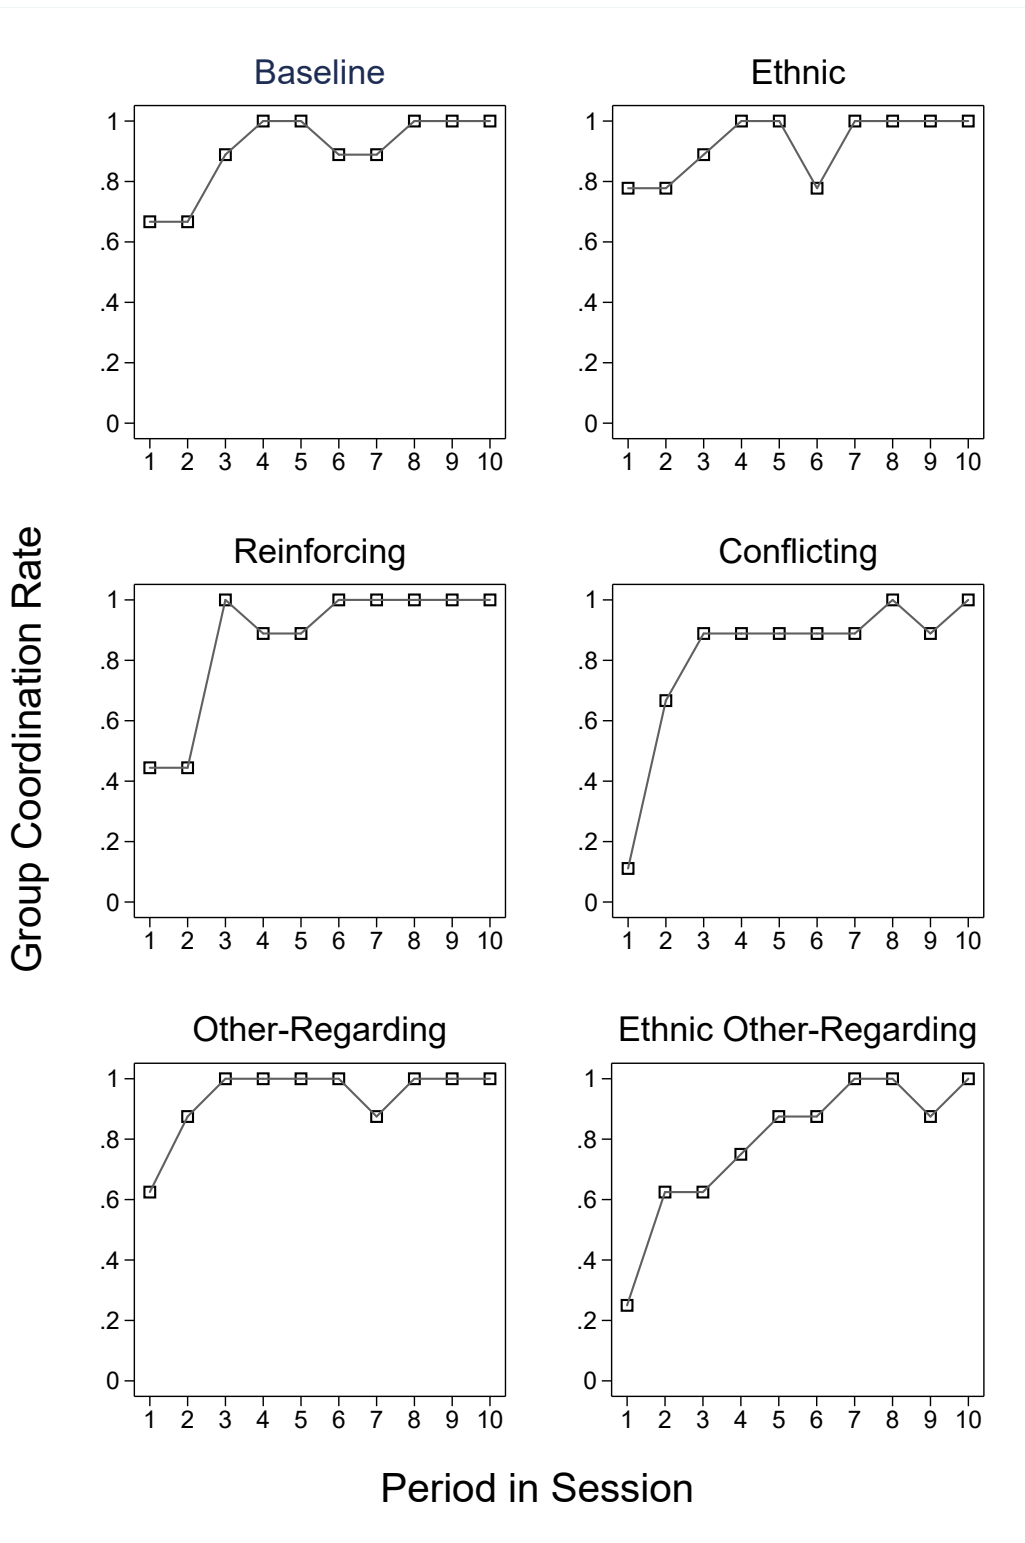 Baseline
Ethnic
1
.8
.6
.4
.2
0
1 2 3 4 5 6 7 8 9 10
1
.8
.6
.4
.2
0
1 2 3 4 5 6 7 8 9 10
Group Coordination Rate
Reinforcing
Conflicting
1
.8
.6
.4
.2
0
1 2 3 4 5 6 7 8 9 10
1
.8
.6
.4
.2
0
1 2 3 4 5 6 7 8 9 10
Other-Regarding
Ethnic Other-Regarding
1
.8
.6
.4
.2
0
1 2 3 4 5 6 7 8 9 10
1
.8
.6
.4
.2
0
1 2 3 4 5 6 7 8 9 10
Period in Session